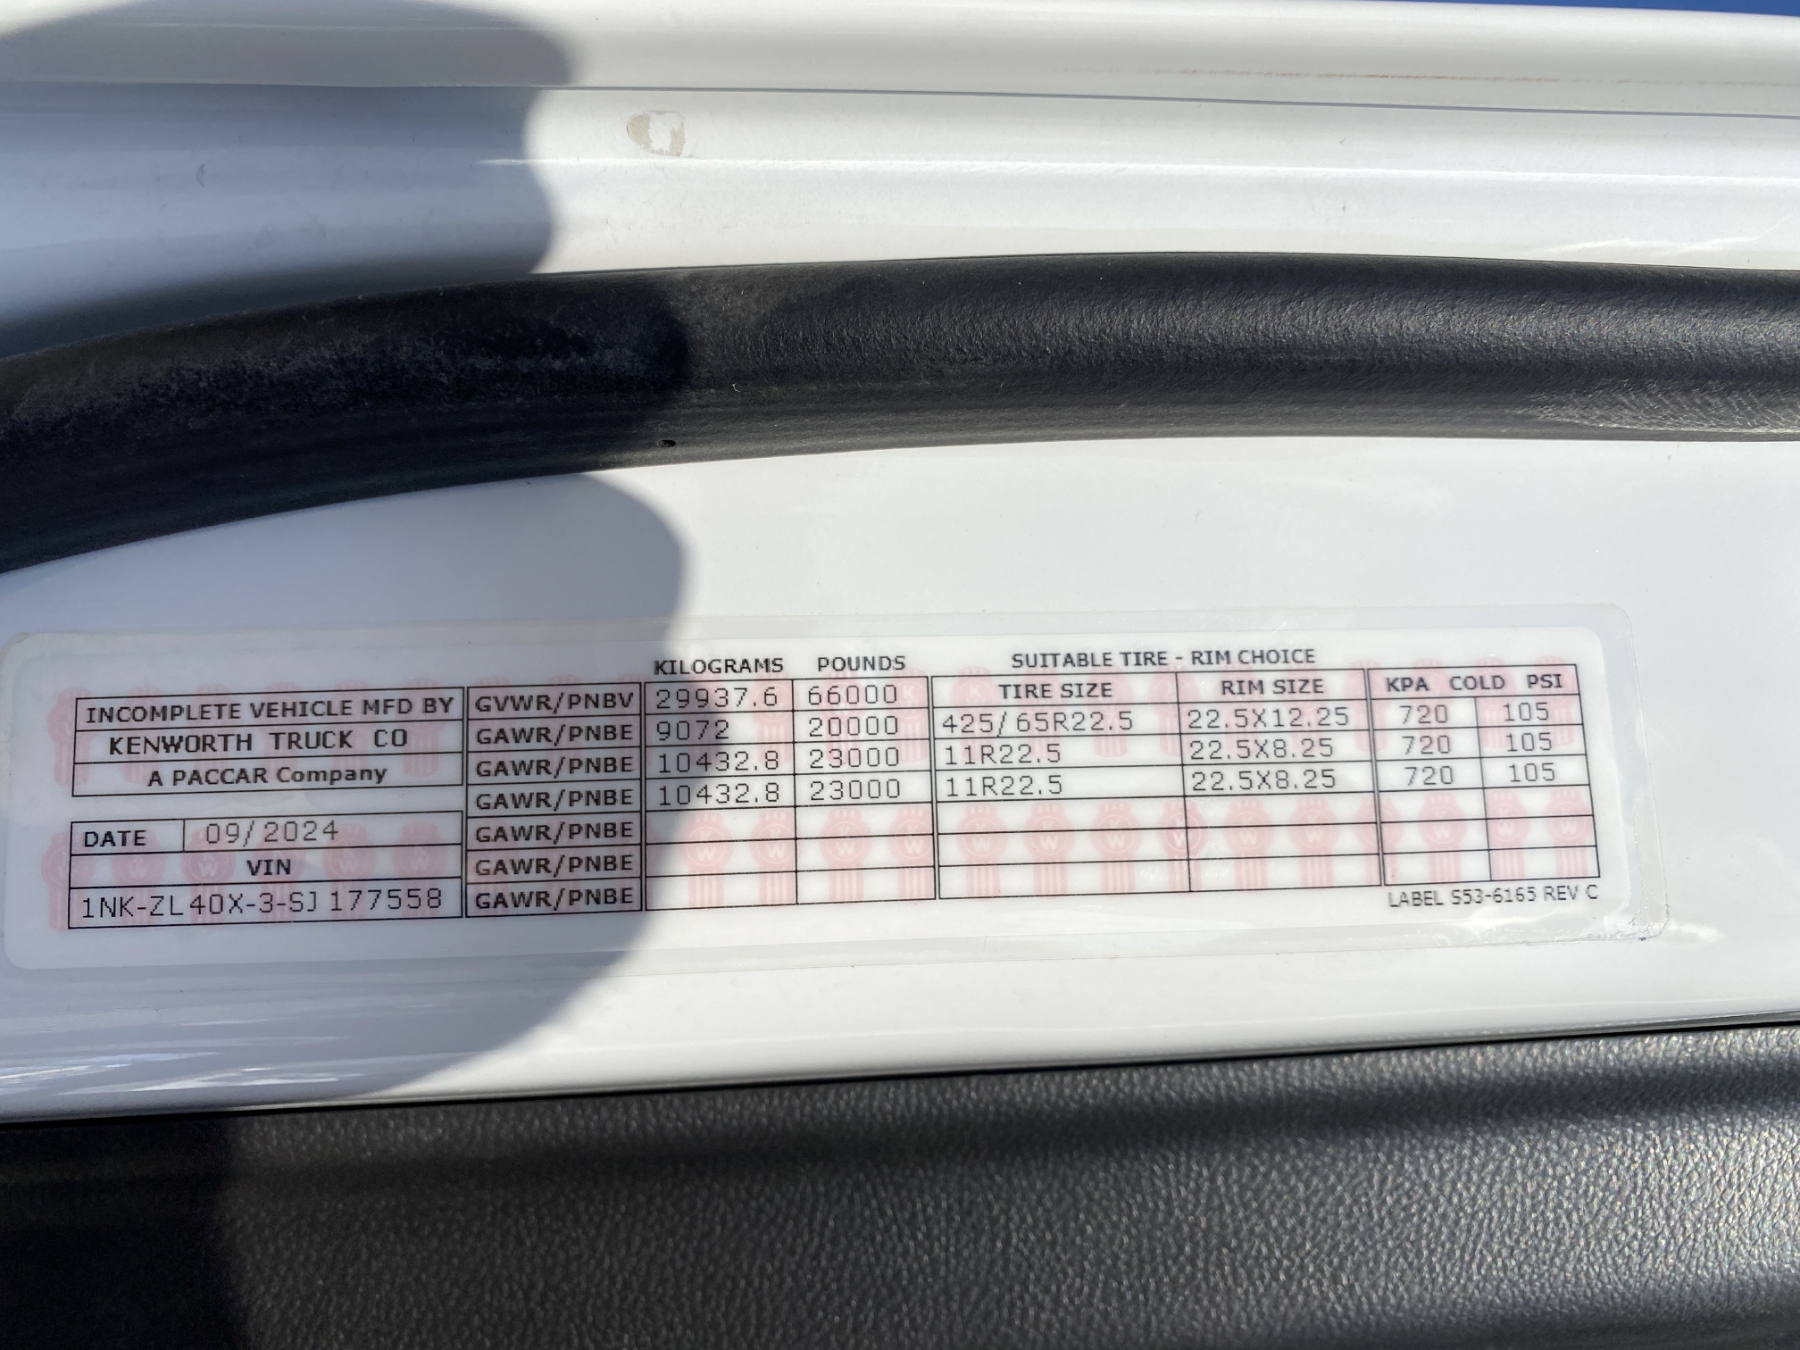 KILOGRAMS POUNDS SUITABLE TIRE - RIM CHOICE
INCOMPLETE VEHICLE MFD BY GVWR/PNBV 29937.6 66000 TIRE SIZE RIM SIZE KPA COLD PSI
KENWORTH TRUCK CO GAWR/PNBE 9072 20000 425/65R22.5 22.5X12.25 720 105
A PACCAR Company GAWR/PNBE 10432.8 23000 11R22.5 22.5X8.25 720 105
GAWR/PNBE 10432.8 23000 11R22.5 22.5X8.25 720 105
DATE 09/2024 GAWR/PNBE
VIN GAWR/PNBE
1NK-ZL40X-3-SJ177558 GAWR/PNBE
LABEL S53-6165 REV C